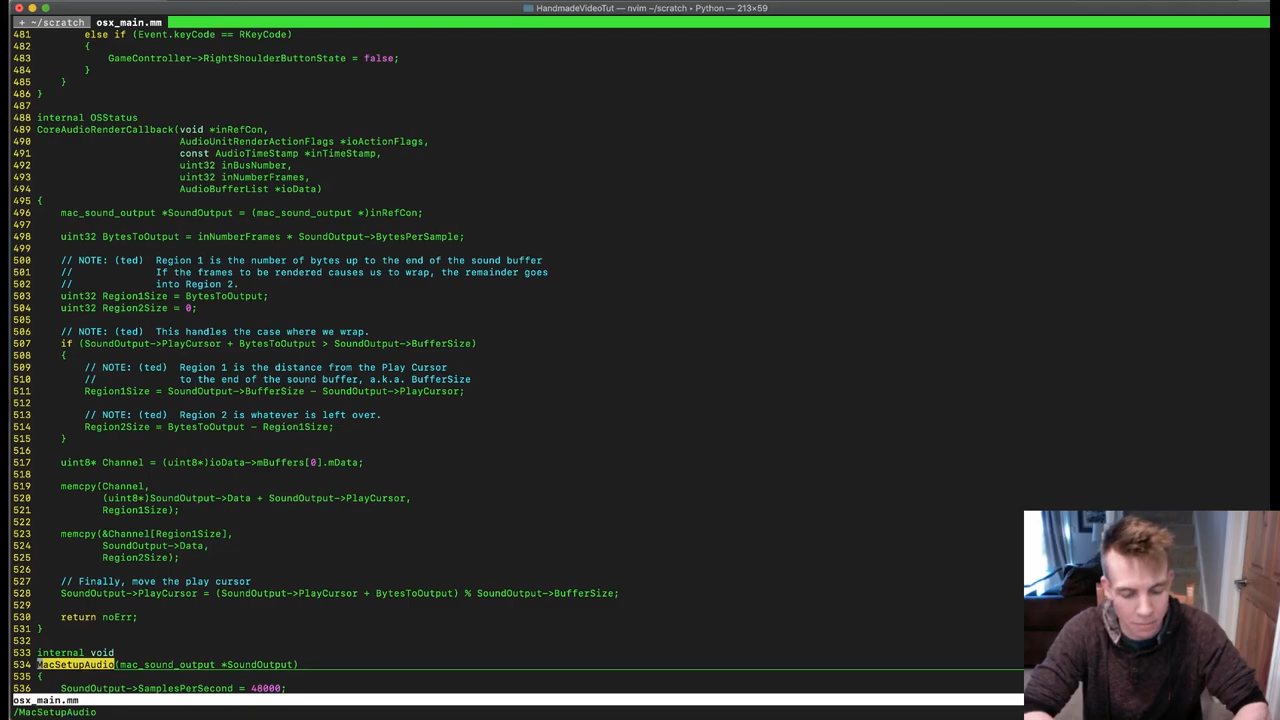 HandmadeVideoTut — nvim ~/scratch • Python — 213×59
+ ~/scratch  osx_main.mm
481         else if (Event.keyCode == RKeyCode)
482         {
483             GameController->RightShoulderButtonState = false;
484         }
485     }
486 }
487
488 internal OSStatus
489 CoreAudioRenderCallback(void *inRefCon,
490                         AudioUnitRenderActionFlags *ioActionFlags,
491                         const AudioTimeStamp *inTimeStamp,
492                         uint32 inBusNumber,
493                         uint32 inNumberFrames,
494                         AudioBufferList *ioData)
495 {
496     mac_sound_output *SoundOutput = (mac_sound_output *)inRefCon;
497
498     uint32 BytesToOutput = inNumberFrames * SoundOutput->BytesPerSample;
499
500     // NOTE: (ted)  Region 1 is the number of bytes up to the end of the sound buffer
501     //              If the frames to be rendered causes us to wrap, the remainder goes
502     //              into Region 2.
503     uint32 Region1Size = BytesToOutput;
504     uint32 Region2Size = 0;
505
506     // NOTE: (ted)  This handles the case where we wrap.
507     if (SoundOutput->PlayCursor + BytesToOutput > SoundOutput->BufferSize)
508     {
509         // NOTE: (ted)  Region 1 is the distance from the Play Cursor
510         //              to the end of the sound buffer, a.k.a. BufferSize
511         Region1Size = SoundOutput->BufferSize - SoundOutput->PlayCursor;
512
513         // NOTE: (ted)  Region 2 is whatever is left over.
514         Region2Size = BytesToOutput - Region1Size;
515     }
516
517     uint8* Channel = (uint8*)ioData->mBuffers[0].mData;
518
519     memcpy(Channel,
520            (uint8*)SoundOutput->Data + SoundOutput->PlayCursor,
521            Region1Size);
522
523     memcpy(&Channel[Region1Size],
524            SoundOutput->Data,
525            Region2Size);
526
527     // Finally, move the play cursor
528     SoundOutput->PlayCursor = (SoundOutput->PlayCursor + BytesToOutput) % SoundOutput->BufferSize;
529
530     return noErr;
531 }
532
533 internal void
534 MacSetupAudio(mac_sound_output *SoundOutput)
535 {
536     SoundOutput->SamplesPerSecond = 48000;
osx_main.mm
/MacSetupAudio